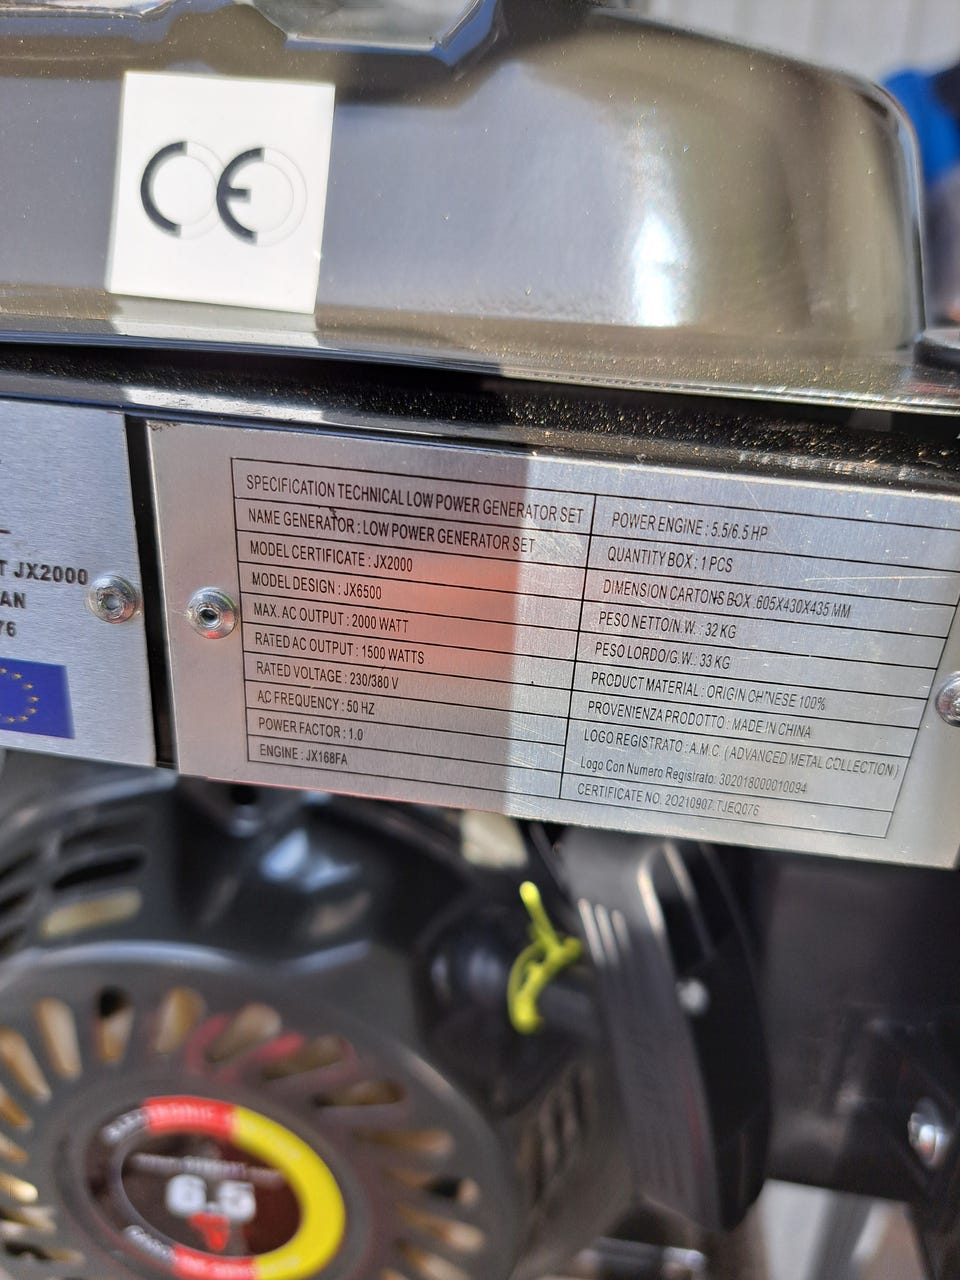 CE
SPECIFICATION TECHNICAL LOW POWER GENERATOR SET
NAME GENERATOR : LOW POWER GENERATOR SET
MODEL CERTIFICATE : JX2000
MODEL DESIGN : JX6500
MAX. AC OUTPUT : 2000 WATT
RATED AC OUTPUT : 1500 WATTS
RATED VOLTAGE : 230/380 V
AC FREQUENCY : 50 HZ
POWER FACTOR : 1.0
ENGINE : JX168FA
POWER ENGINE : 5.5/6.5 HP
QUANTITY BOX : 1 PCS
DIMENSION CARTONS BOX :605X430X435 MM
PESO NETTO/N.W. : 32 KG
PESO LORDO/G.W.: 33 KG
PRODUCT MATERIAL : ORIGIN CHINESE 100%
PROVENIENZA PRODOTTO : MADE IN CHINA
LOGO REGISTRATO : A.M.C. ( ADVANCED METAL COLLECTION )
Logo Con Numero Registrato: 302018000010094
CERTIFICATE NO. 20210907.TJEQ076
T JX2000
AN
76
6.5